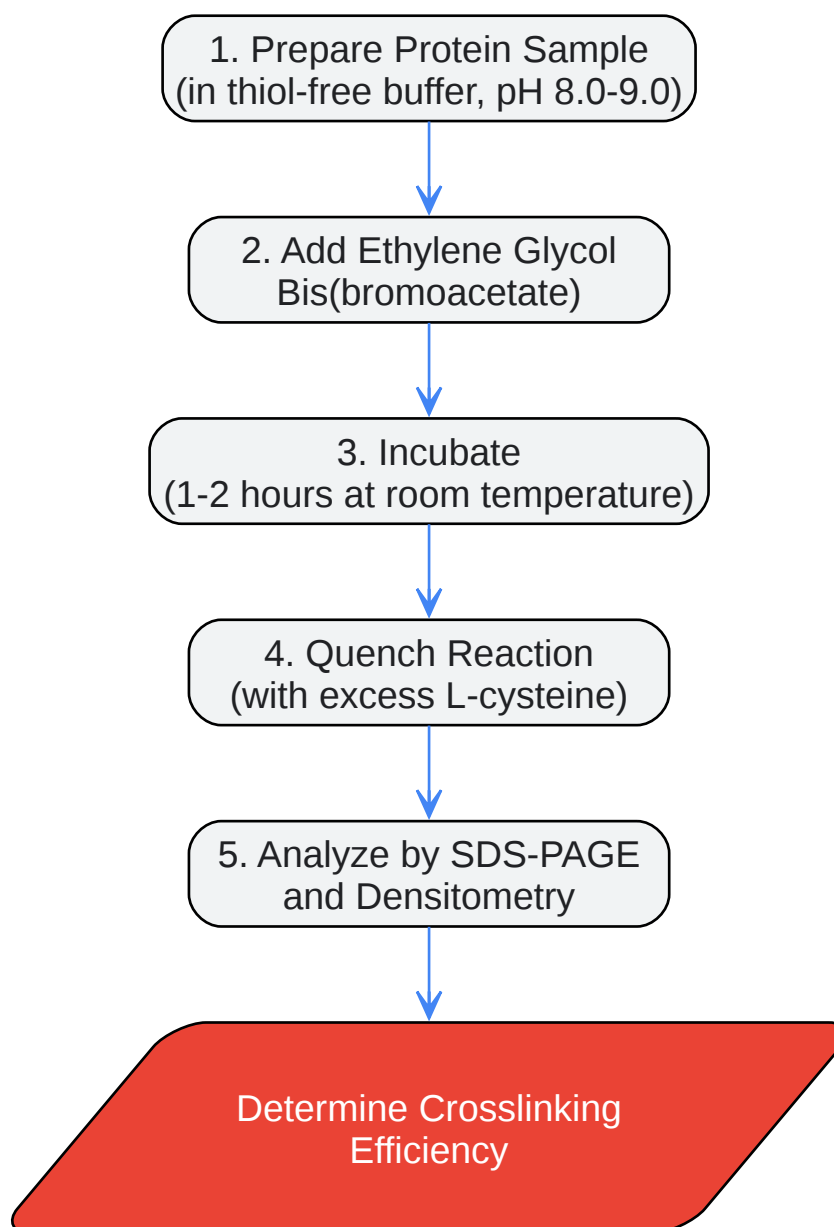 1. Prepare Protein Sample
(in thiol-free buffer, pH 8.0-9.0)
2. Add Ethylene Glycol
Bis(bromoacetate)
3. Incubate
(1-2 hours at room temperature)
4. Quench Reaction
(with excess L-cysteine)
5. Analyze by SDS-PAGE
and Densitometry
Determine Crosslinking
Efficiency